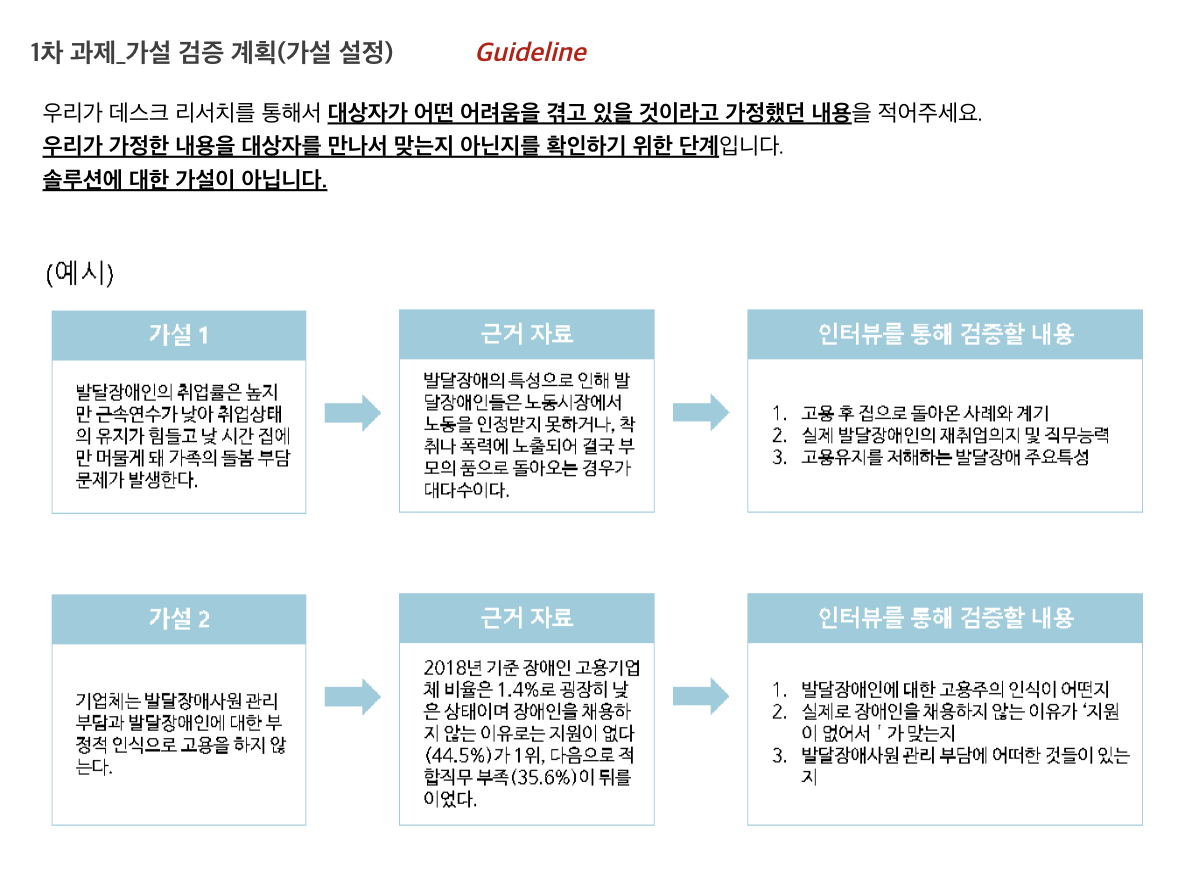 1차 과제_가설 검증 계획(가설 설정)
Guideline
우리가 데스크 리서치를 통해서 대상자가 어떤 어려움을 겪고 있을 것이라고 가정했던 내용을 적어주세요.
우리가 가정한 내용을 대상자를 만나서 맞는지 아닌지를 확인하기 위한 단계입니다.
솔루션에 대한 가설이 아닙니다.
(예시)
가설 1
발달장애인의 취업률은 높지
만 근속연수가 낮아 취업상태
의 유지가 힘들고 낮 시간 집에
만 머물게 돼 가족의 돌봄 부담
문제가 발생한다.
근거 자료
발달장애의 특성으로 인해 발
달장애인들은 노동시장에서
노동을 인정받지 못하거나, 착
취나 폭력에 노출되어 결국 부
모의 품으로 돌아오는 경우가
대다수이다.
인터뷰를 통해 검증할 내용
1. 고용 후 집으로 돌아온 사례와 계기
2. 실제 발달장애인의 재취업의지 및 직무능력
3. 고용유지를 저해하는 발달장애 주요특성
가설 2
기업체는 발달장애사원 관리
부담과 발달장애인에 대한 부
정적 인식으로 고용을 하지 않
는다.
근거 자료
2018년 기준 장애인 고용기업
체 비율은 1.4%로 굉장히 낮
은 상태이며 장애인을 채용하
지 않는 이유로는 지원이 없다
(44.5%)가 1위, 다음으로 적
합직무 부족(35.6%)이 뒤를
이었다.
인터뷰를 통해 검증할 내용
1. 발달장애인에 대한 고용주의 인식이 어떤지
2. 실제로 장애인을 채용하지 않는 이유가 ‘지원
이 없어서 ‘ 가 맞는지
3. 발달장애사원 관리 부담에 어떠한 것들이 있는
지